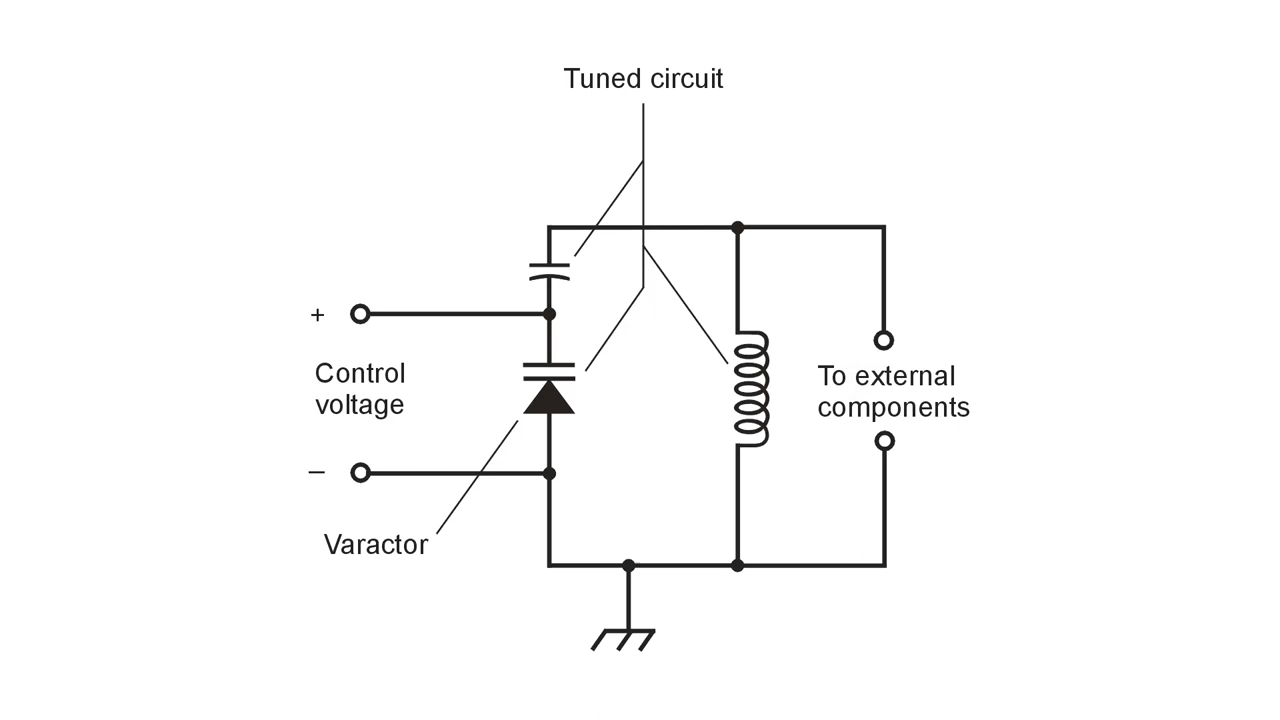 Tuned circuit
+
Control
voltage
To external
components
–
Varactor